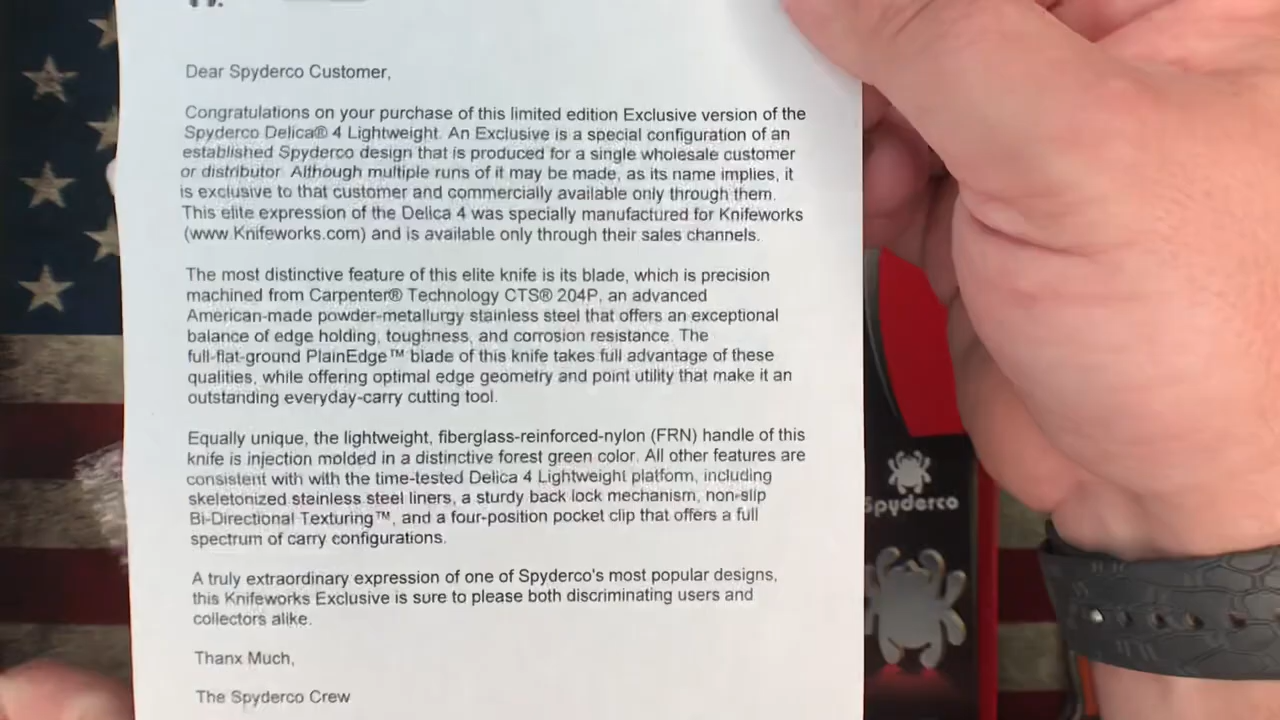 Dear Spyderco Customer,
Congratulations on your purchase of this limited edition Exclusive version of the
Spyderco Delica® 4 Lightweight. An Exclusive is a special configuration of an
established Spyderco design that is produced for a single wholesale customer
or distributor. Although multiple runs of it may be made, as its name implies, it
is exclusive to that customer and commercially available only through them.
This elite expression of the Delica 4 was specially manufactured for Knifeworks
(www.Knifeworks.com) and is available only through their sales channels.
The most distinctive feature of this elite knife is its blade, which is precision
machined from Carpenter® Technology CTS® 204P, an advanced
American-made powder-metallurgy stainless steel that offers an exceptional
balance of edge holding, toughness, and corrosion resistance. The
full-flat-ground PlainEdge™ blade of this knife takes full advantage of these
qualities, while offering optimal edge geometry and point utility that make it an
outstanding everyday-carry cutting tool.
Equally unique, the lightweight, fiberglass-reinforced-nylon (FRN) handle of this
knife is injection molded in a distinctive forest green color. All other features are
consistent with with the time-tested Delica 4 Lightweight platform, including
skeletonized stainless steel liners, a sturdy back lock mechanism, non-slip
Bi-Directional Texturing™, and a four-position pocket clip that offers a full
spectrum of carry configurations.
A truly extraordinary expression of one of Spyderco's most popular designs,
this Knifeworks Exclusive is sure to please both discriminating users and
collectors alike.
Thanx Much,
The Spyderco Crew
Spyderco